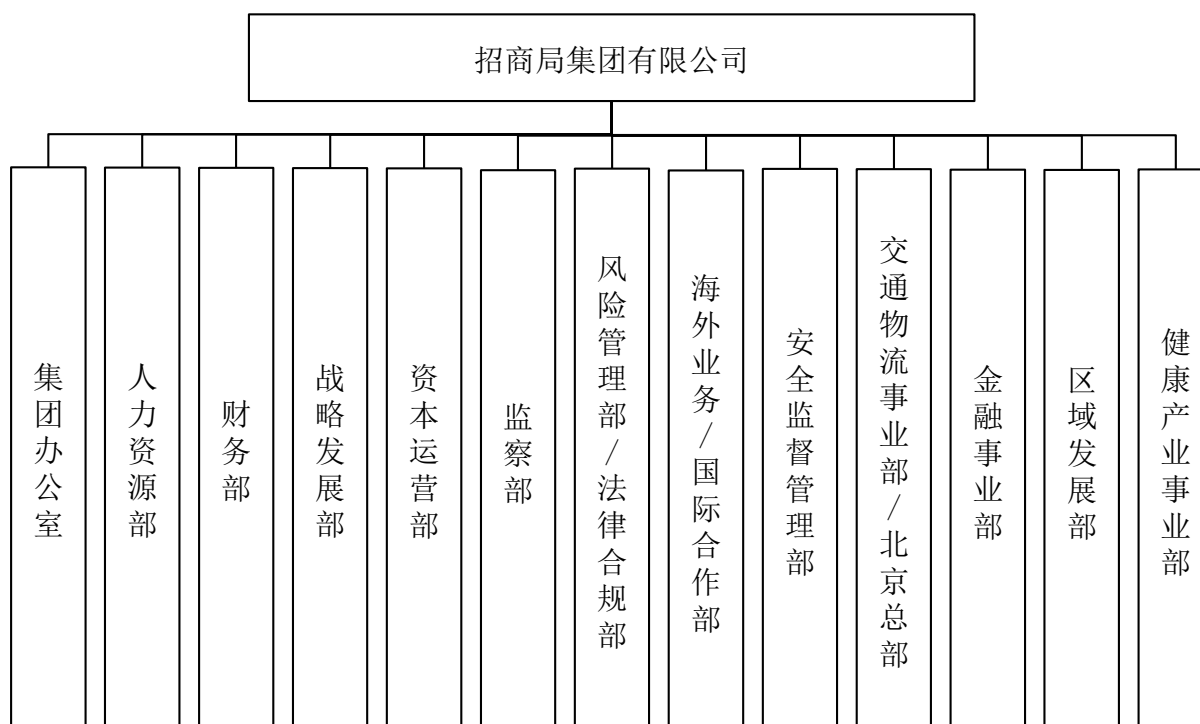 招商局集团有限公司
集团办公室
人力资源部
财务部
战略发展部
资本运营部
监察部
风险管理部/法律合规部
海外业务/国际合作部
安全监督管理部
交通物流事业部/北京总部
金融事业部
区域发展部
健康产业事业部